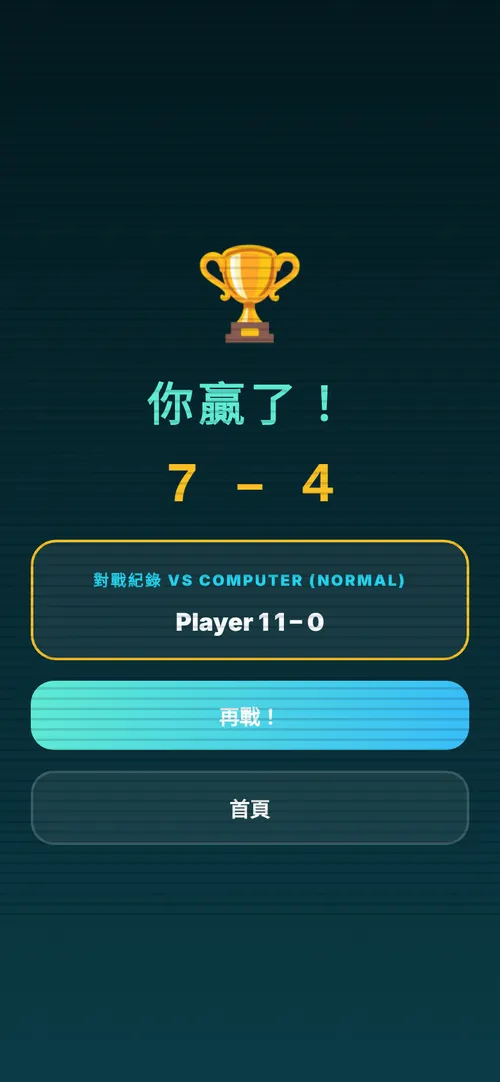 你贏了！
7 – 4
對戰紀錄 VS COMPUTER (NORMAL)
Player 1 1 – 0
再戰！
首頁